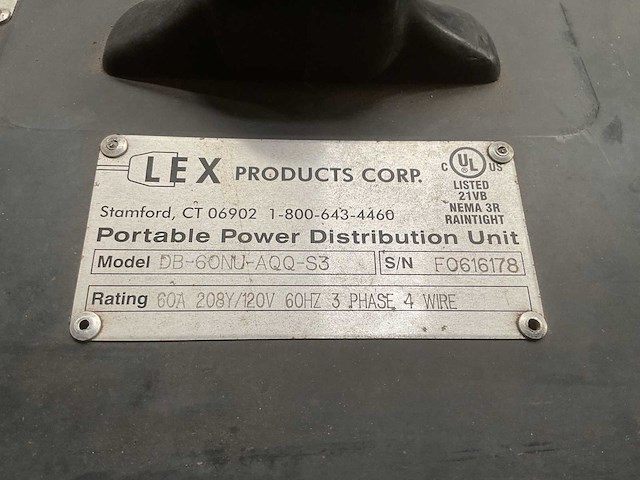 LEX PRODUCTS CORP.
Stamford, CT 06902 1-800-643-4460
C UL US
LISTED
21VB
NEMA 3R
RAINTIGHT
Portable Power Distribution Unit
Model DB-60NU-AQQ-S3 S/N F0616178
Rating 60A 208Y/120V 60HZ 3 PHASE 4 WIRE